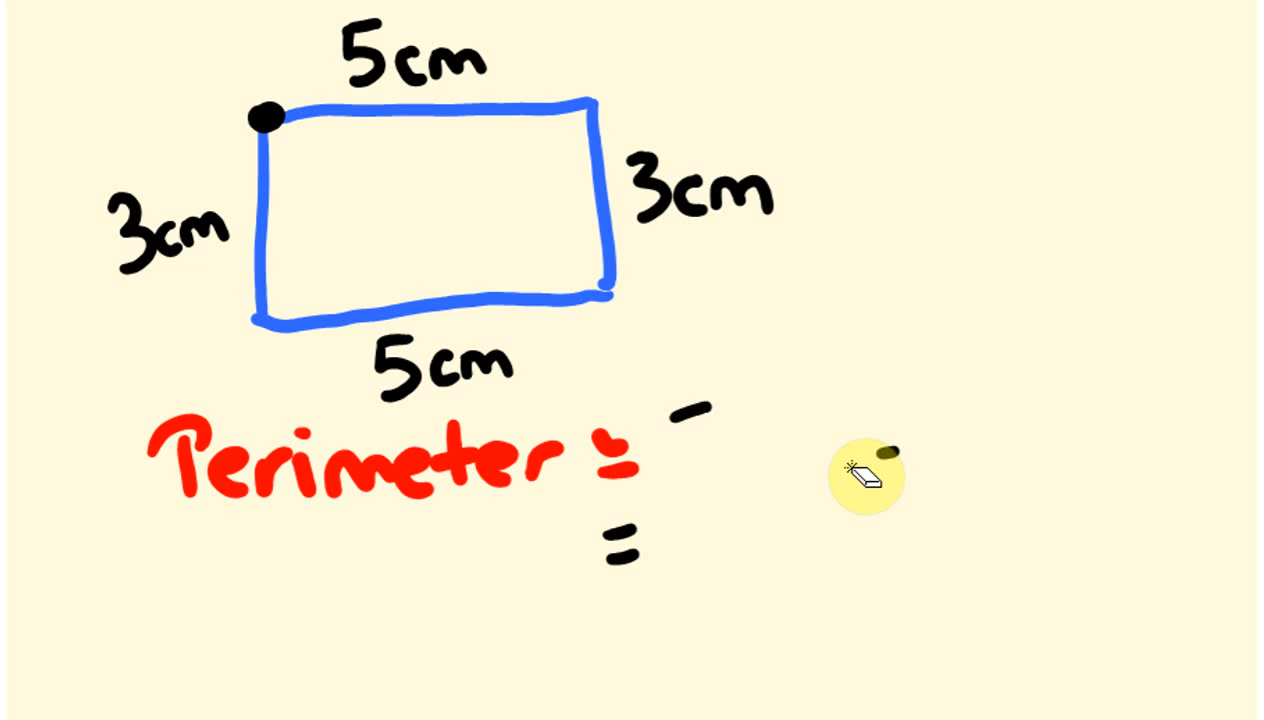 5cm
3cm
3cm
5cm
Perimeter =
=